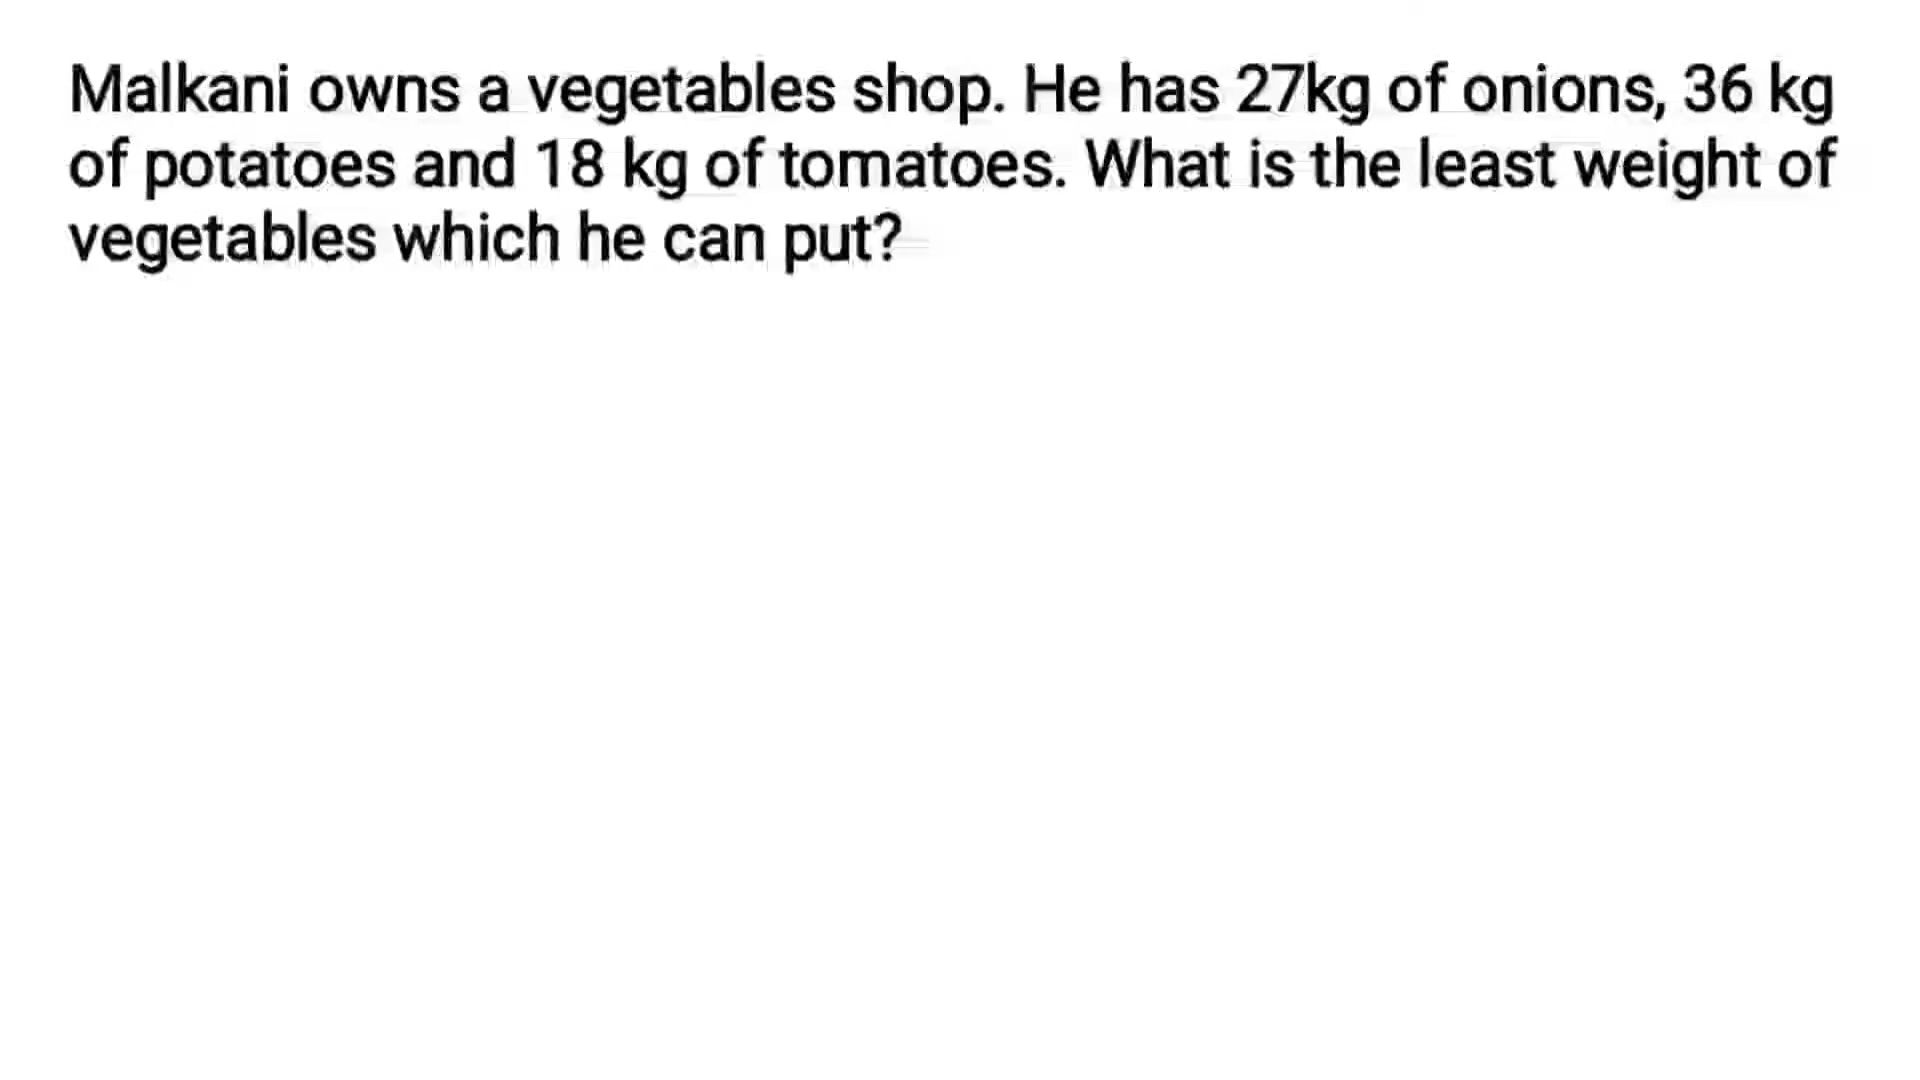 Malkani owns a vegetables shop. He has 27kg of onions, 36 kg
of potatoes and 18 kg of tomatoes. What is the least weight of
vegetables which he can put?